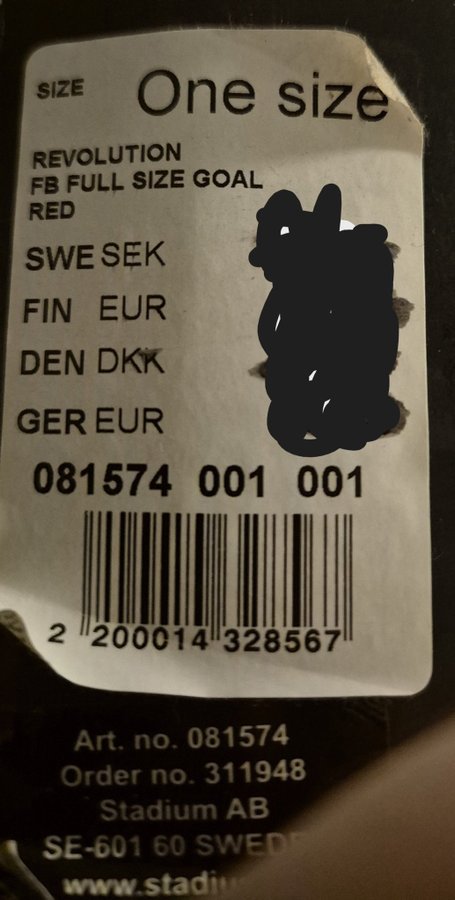 SIZE One size
REVOLUTION
FB FULL SIZE GOAL
RED
SWE SEK
FIN EUR
DEN DKK
GER EUR
081574 001 001
2 200014 328567
Art. no. 081574
Order no. 311948
Stadium AB
SE-601 60